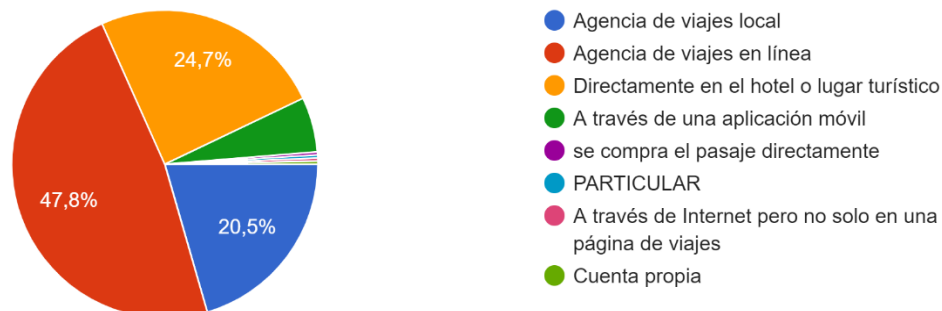 24,7%
47,8%
20,5%
Agencia de viajes local
Agencia de viajes en línea
Directamente en el hotel o lugar turístico
A través de una aplicación móvil
se compra el pasaje directamente
PARTICULAR
A través de Internet pero no solo en una
página de viajes
Cuenta propia